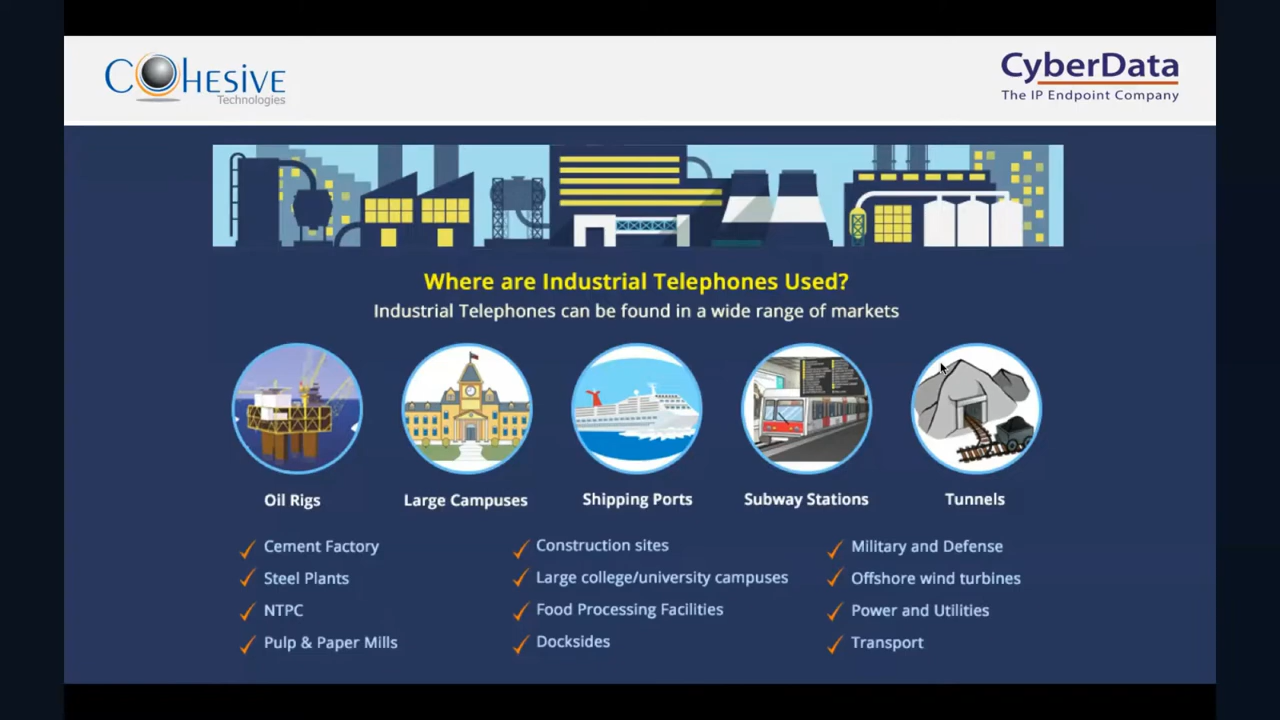 COHESIVE
Technologies
CyberData
The IP Endpoint Company
Where are Industrial Telephones Used?
Industrial Telephones can be found in a wide range of markets
Oil Rigs
Large Campuses
Shipping Ports
Subway Stations
Tunnels
Cement Factory
Steel Plants
NTPC
Pulp & Paper Mills
Construction sites
Large college/university campuses
Food Processing Facilities
Docksides
Military and Defense
Offshore wind turbines
Power and Utilities
Transport